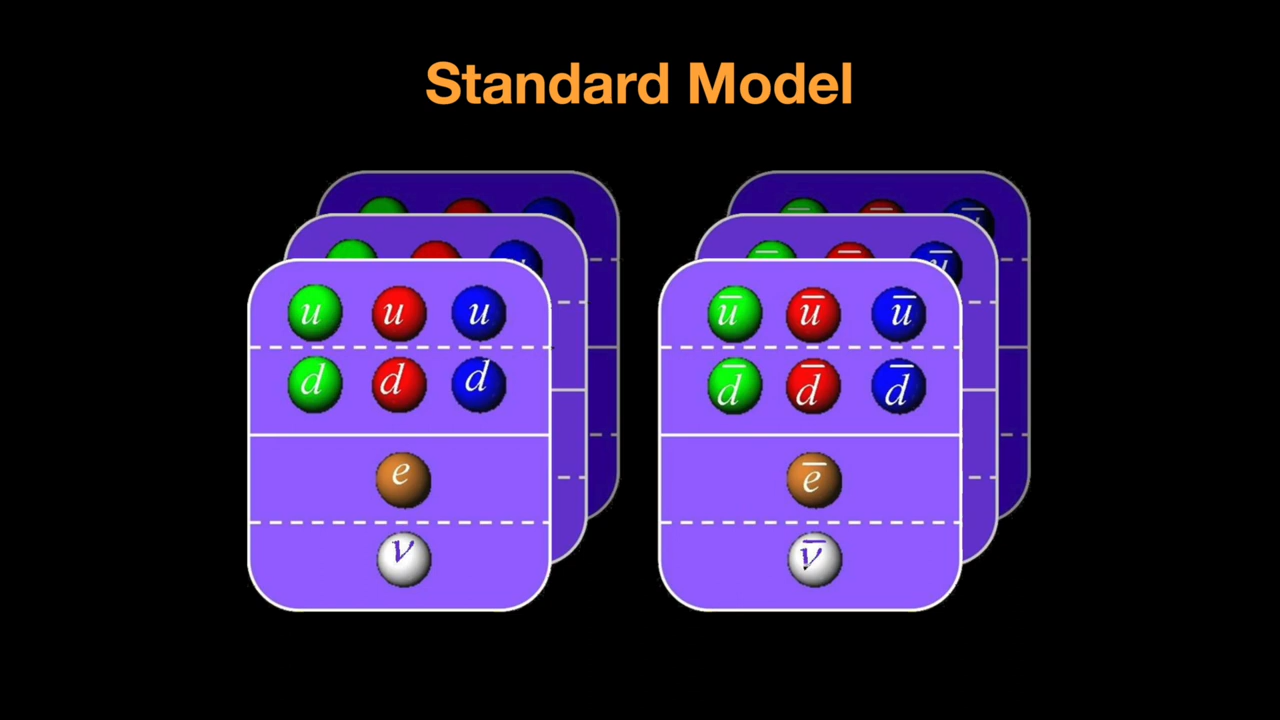 Standard Model
u u u
d d d
e
ν
u̅ u̅ u̅
d̅ d̅ d̅
e̅
ν̅